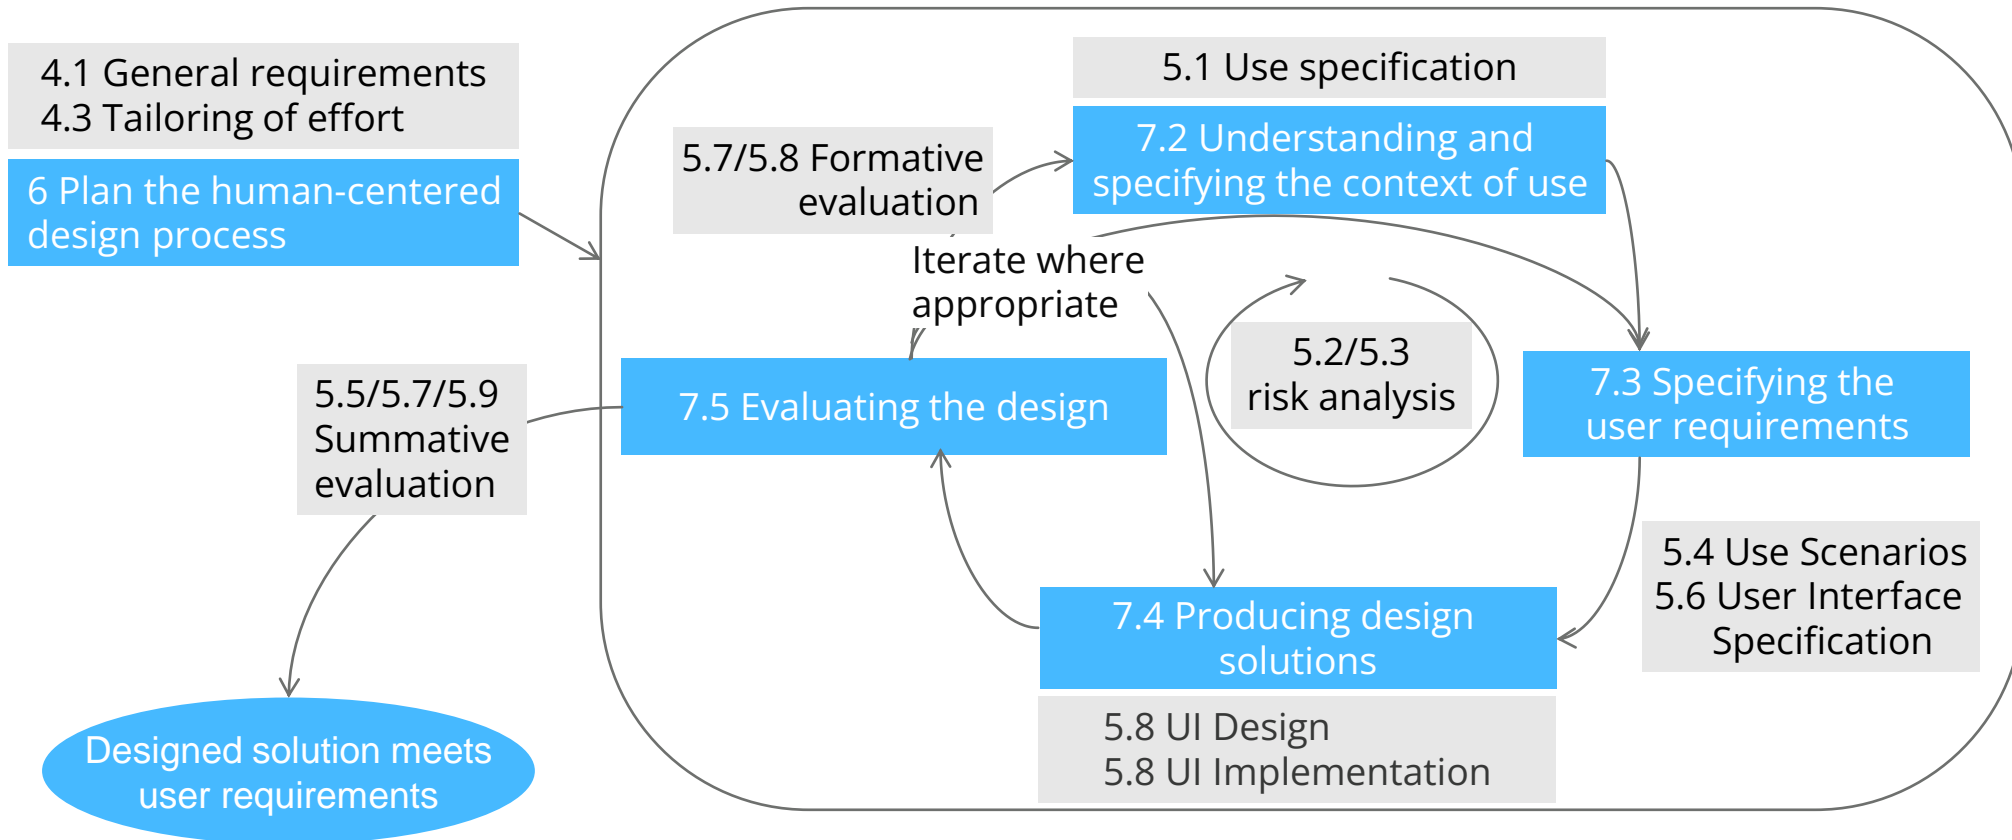 4.1 General requirements
4.3 Tailoring of effort
6 Plan the human-centered
design process
5.1 Use specification
7.2 Understanding and
specifying the context of use
5.7/5.8 Formative
evaluation
Iterate where
appropriate
5.2/5.3
risk analysis
7.3 Specifying the
user requirements
7.5 Evaluating the design
5.5/5.7/5.9
Summative
evaluation
5.4 Use Scenarios
5.6 User Interface
Specification
7.4 Producing design
solutions
5.8 UI Design
5.8 UI Implementation
Designed solution meets
user requirements